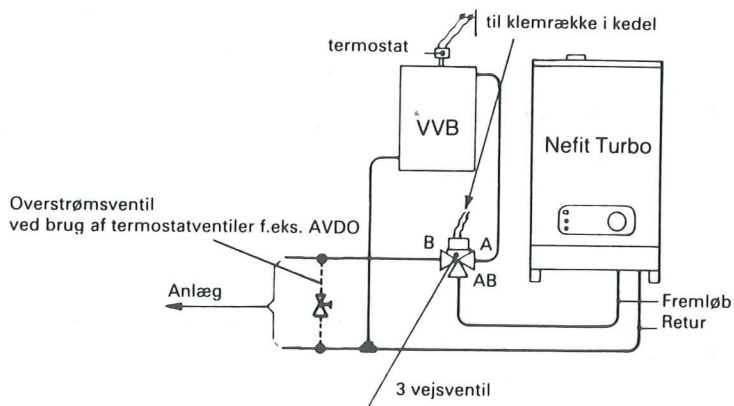 til klemrække i kedel
termostat
VVB
Nefit Turbo
Overstrømsventil
ved brug af termostatventiler f.eks. AVDO
B
A
AB
Anlæg
Fremløb
Retur
3 vejsventil